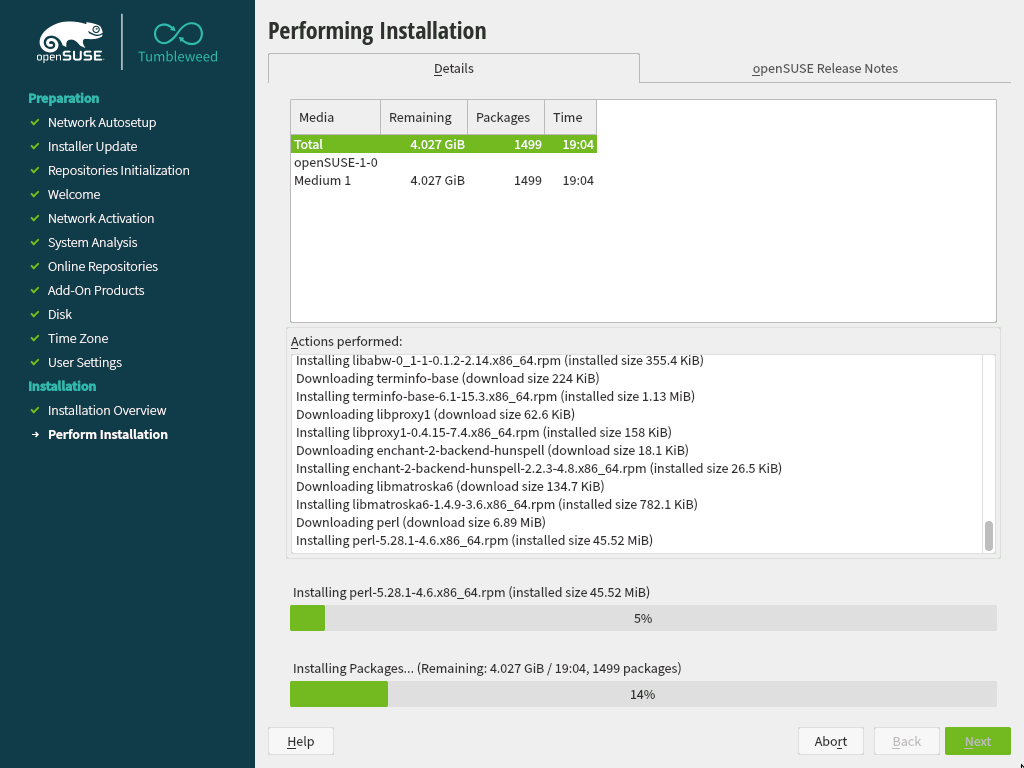 openSUSE
Tumbleweed
Preparation
Network Autosetup
Installer Update
Repositories Initialization
Welcome
Network Activation
System Analysis
Online Repositories
Add-On Products
Disk
Time Zone
User Settings
Installation
Installation Overview
Perform Installation
Performing Installation
Details openSUSE Release Notes
Media Remaining Packages Time
Total 4.027 GiB 1499 19:04
openSUSE-1-0
Medium 1 4.027 GiB 1499 19:04
Actions performed:
Installing libabw-0_1-1-0.1.2-2.14.x86_64.rpm (installed size 355.4 KiB)
Downloading terminfo-base (download size 224 KiB)
Installing terminfo-base-6.1-15.3.x86_64.rpm (installed size 1.13 MiB)
Downloading libproxy1 (download size 62.6 KiB)
Installing libproxy1-0.4.15-7.4.x86_64.rpm (installed size 158 KiB)
Downloading enchant-2-backend-hunspell (download size 18.1 KiB)
Installing enchant-2-backend-hunspell-2.2.3-4.8.x86_64.rpm (installed size 26.5 KiB)
Downloading libmatroska6 (download size 134.7 KiB)
Installing libmatroska6-1.4.9-3.6.x86_64.rpm (installed size 782.1 KiB)
Downloading perl (download size 6.89 MiB)
Installing perl-5.28.1-4.6.x86_64.rpm (installed size 45.52 MiB)
Installing perl-5.28.1-4.6.x86_64.rpm (installed size 45.52 MiB)
5%
Installing Packages... (Remaining: 4.027 GiB / 19:04, 1499 packages)
14%
Help Abort Back Next